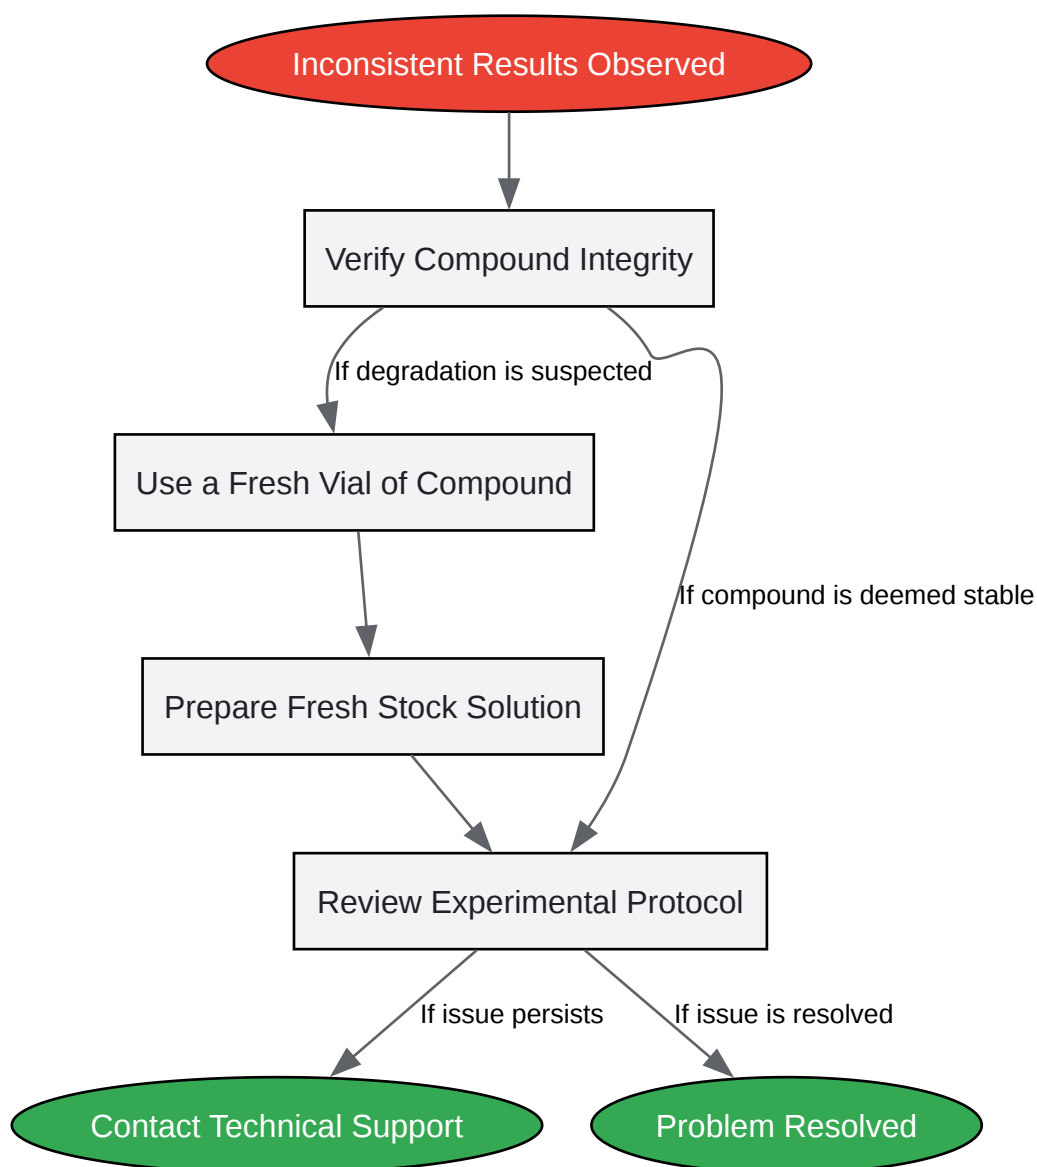 Inconsistent Results Observed
Verify Compound Integrity
If degradation is suspected
Use a Fresh Vial of Compound
If compound is deemed stable
Prepare Fresh Stock Solution
Review Experimental Protocol
If issue persists
If issue is resolved
Contact Technical Support
Problem Resolved